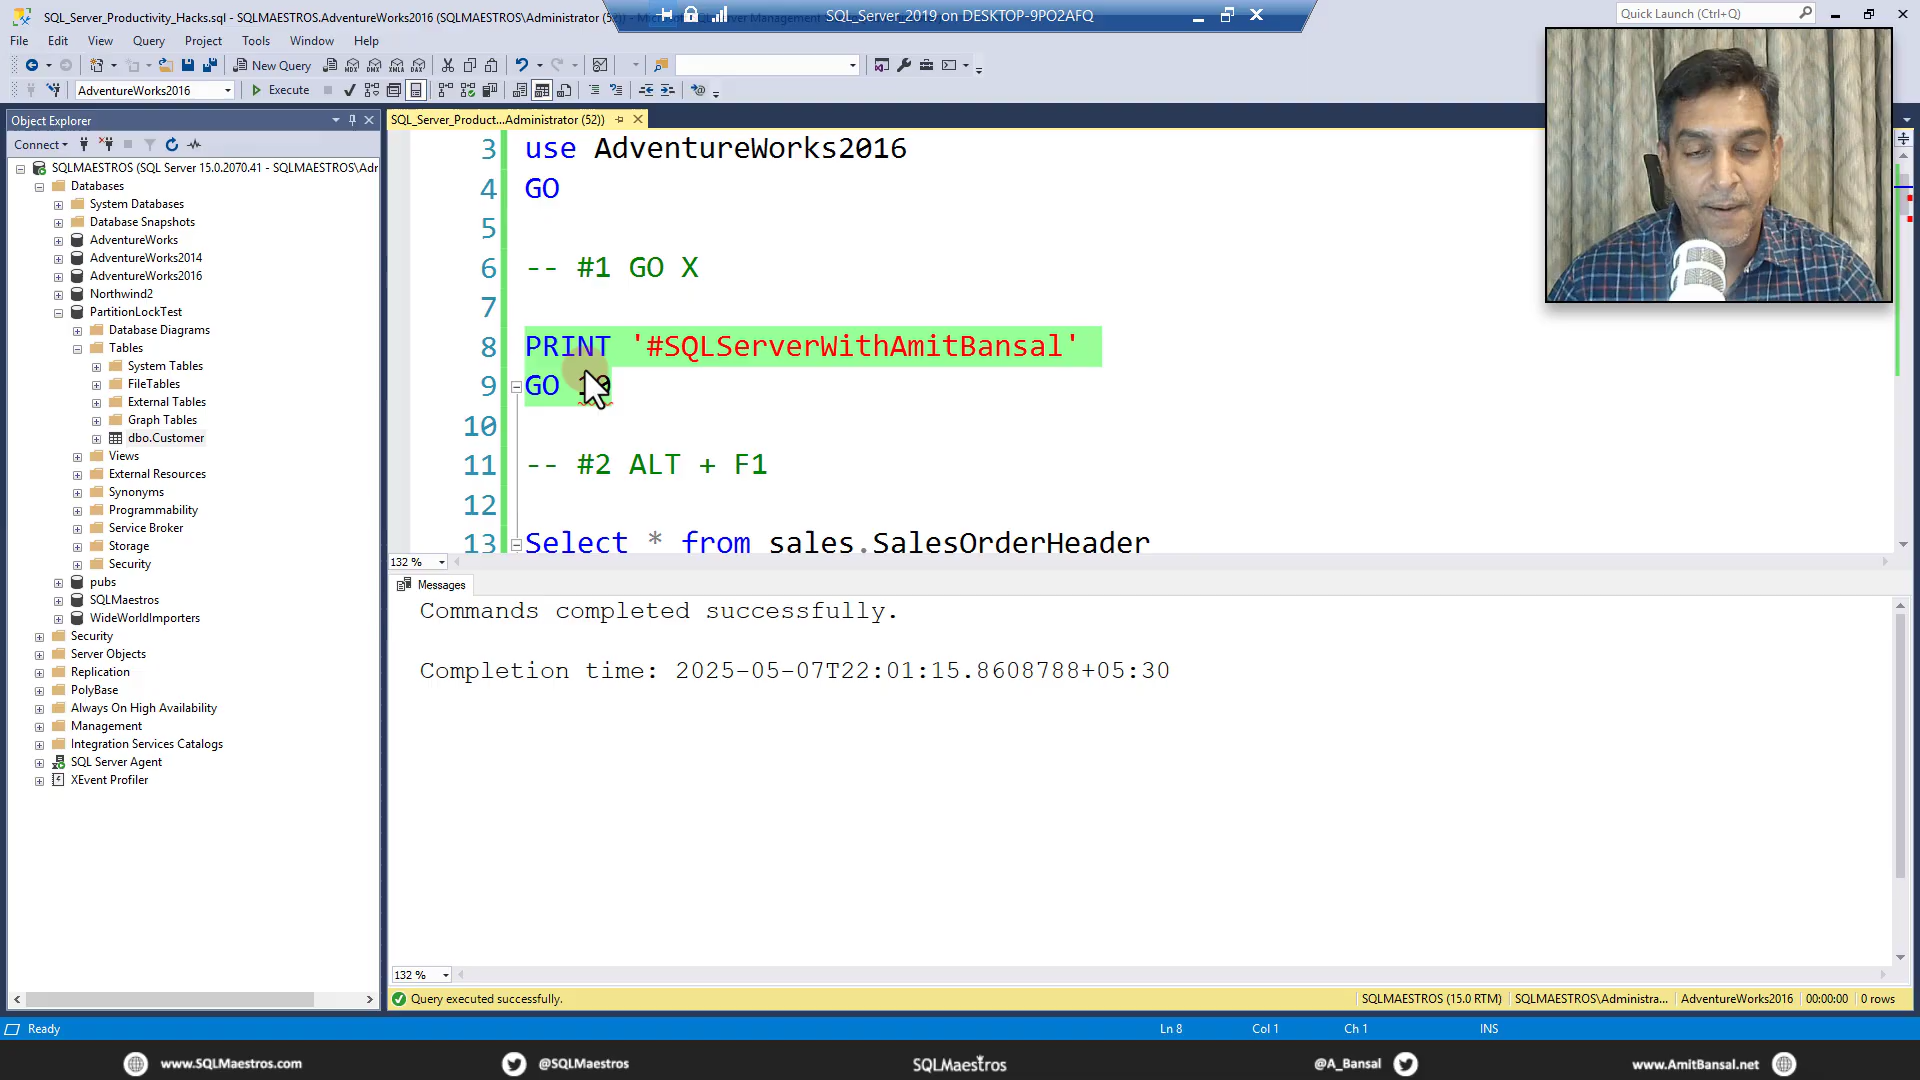 SQL_Server_Productivity_Hacks.sql - SQLMAESTROS.AdventureWorks2016 (SQLMAESTROS\Administrator
SQL_Server_2019 on DESKTOP-9PO2AFQ
Quick Launch (Ctrl+Q)
File Edit View Query Project Tools Window Help
New Query
AdventureWorks2016
Execute
Object Explorer
SQL_Server_Product...Administrator (52))
Connect
SQLMAESTROS (SQL Server 15.0.2070.41 - SQLMAESTROS\Adr
Databases
System Databases
Database Snapshots
AdventureWorks
AdventureWorks2014
AdventureWorks2016
Northwind2
PartitionLockTest
Database Diagrams
Tables
System Tables
FileTables
External Tables
Graph Tables
dbo.Customer
Views
External Resources
Synonyms
Programmability
Service Broker
Storage
Security
pubs
SQLMaestros
WideWorldImporters
Security
Server Objects
Replication
PolyBase
Always On High Availability
Management
Integration Services Catalogs
SQL Server Agent
XEvent Profiler
3 use AdventureWorks2016
4 GO
5
6 -- #1 GO X
7
8 PRINT '#SQLServerWithAmitBansal'
9 GO
10
11 -- #2 ALT + F1
12
13 Select * from sales.SalesOrderHeader
132 %
Messages
Commands completed successfully.
Completion time: 2025-05-07T22:01:15.8608788+05:30
132 %
Query executed successfully.
SQLMAESTROS (15.0 RTM) SQLMAESTROS\Administra... AdventureWorks2016 00:00:00 0 rows
Ready Ln 8 Col 1 Ch 1 INS
www.SQLMaestros.com @SQLMaestros SQLMaestros @A_Bansal www.AmitBansal.net